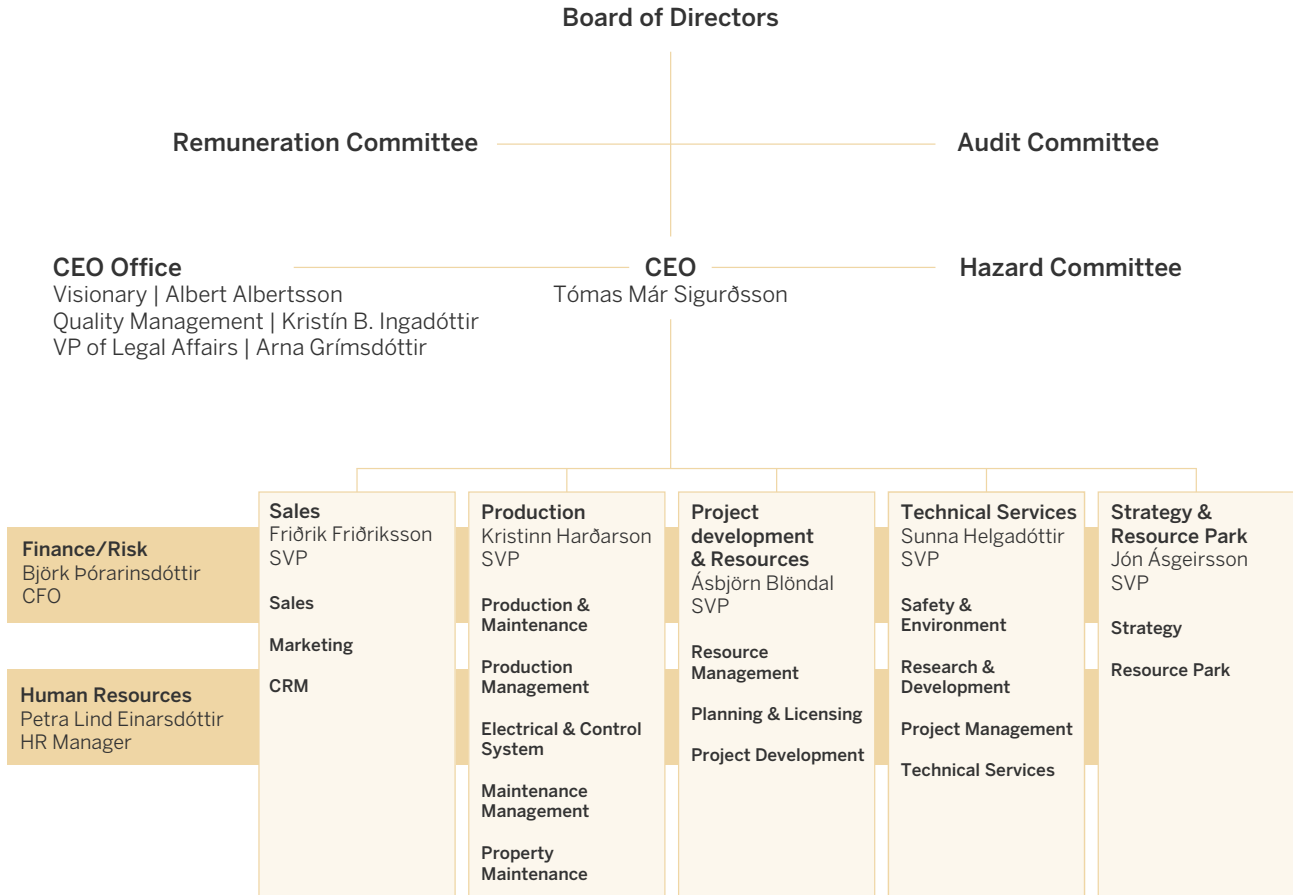 Board of Directors
Remuneration Committee
Audit Committee
CEO Office
Visionary | Albert Albertsson
Quality Management | Kristín B. Ingadóttir
VP of Legal Affairs | Arna Grímsdóttir
CEO
Tómas Már Sigurðsson
Hazard Committee
Finance/Risk
Björk Þórarinsdóttir
CFO
Human Resources
Petra Lind Einarsdóttir
HR Manager
Sales
Friðrik Friðriksson
SVP
Sales
Marketing
CRM
Production
Kristinn Harðarson
SVP
Production &
Maintenance
Production
Management
Electrical & Control
System
Maintenance
Management
Property
Maintenance
Project
development
& Resources
Ásbjörn Blöndal
SVP
Resource
Management
Planning & Licensing
Project Development
Technical Services
Sunna Helgadóttir
SVP
Safety &
Environment
Research &
Development
Project Management
Technical Services
Strategy &
Resource Park
Jón Ásgeirsson
SVP
Strategy
Resource Park